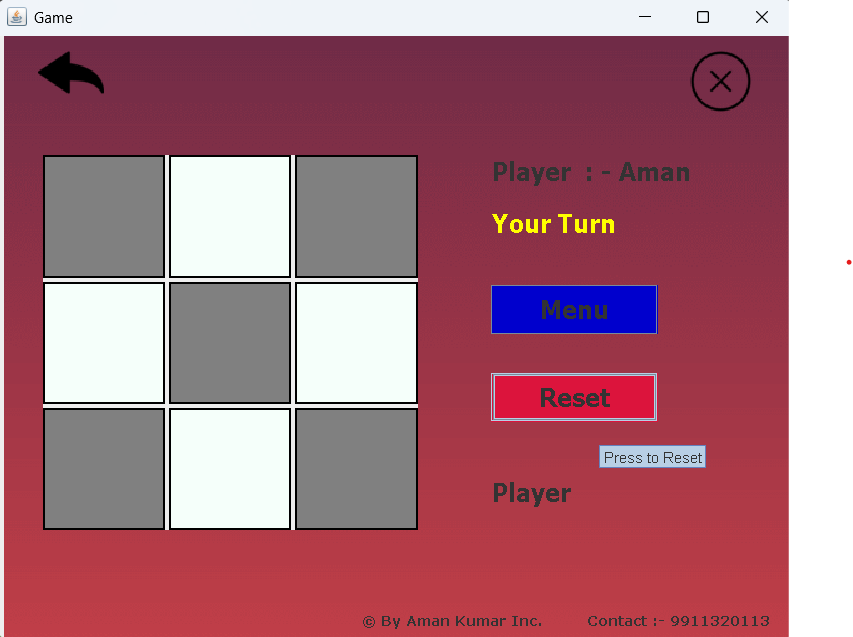 Game
Player : - Aman
Your Turn
Menu
Reset
Press to Reset
Player
© By Aman Kumar Inc. Contact :- 9911320113